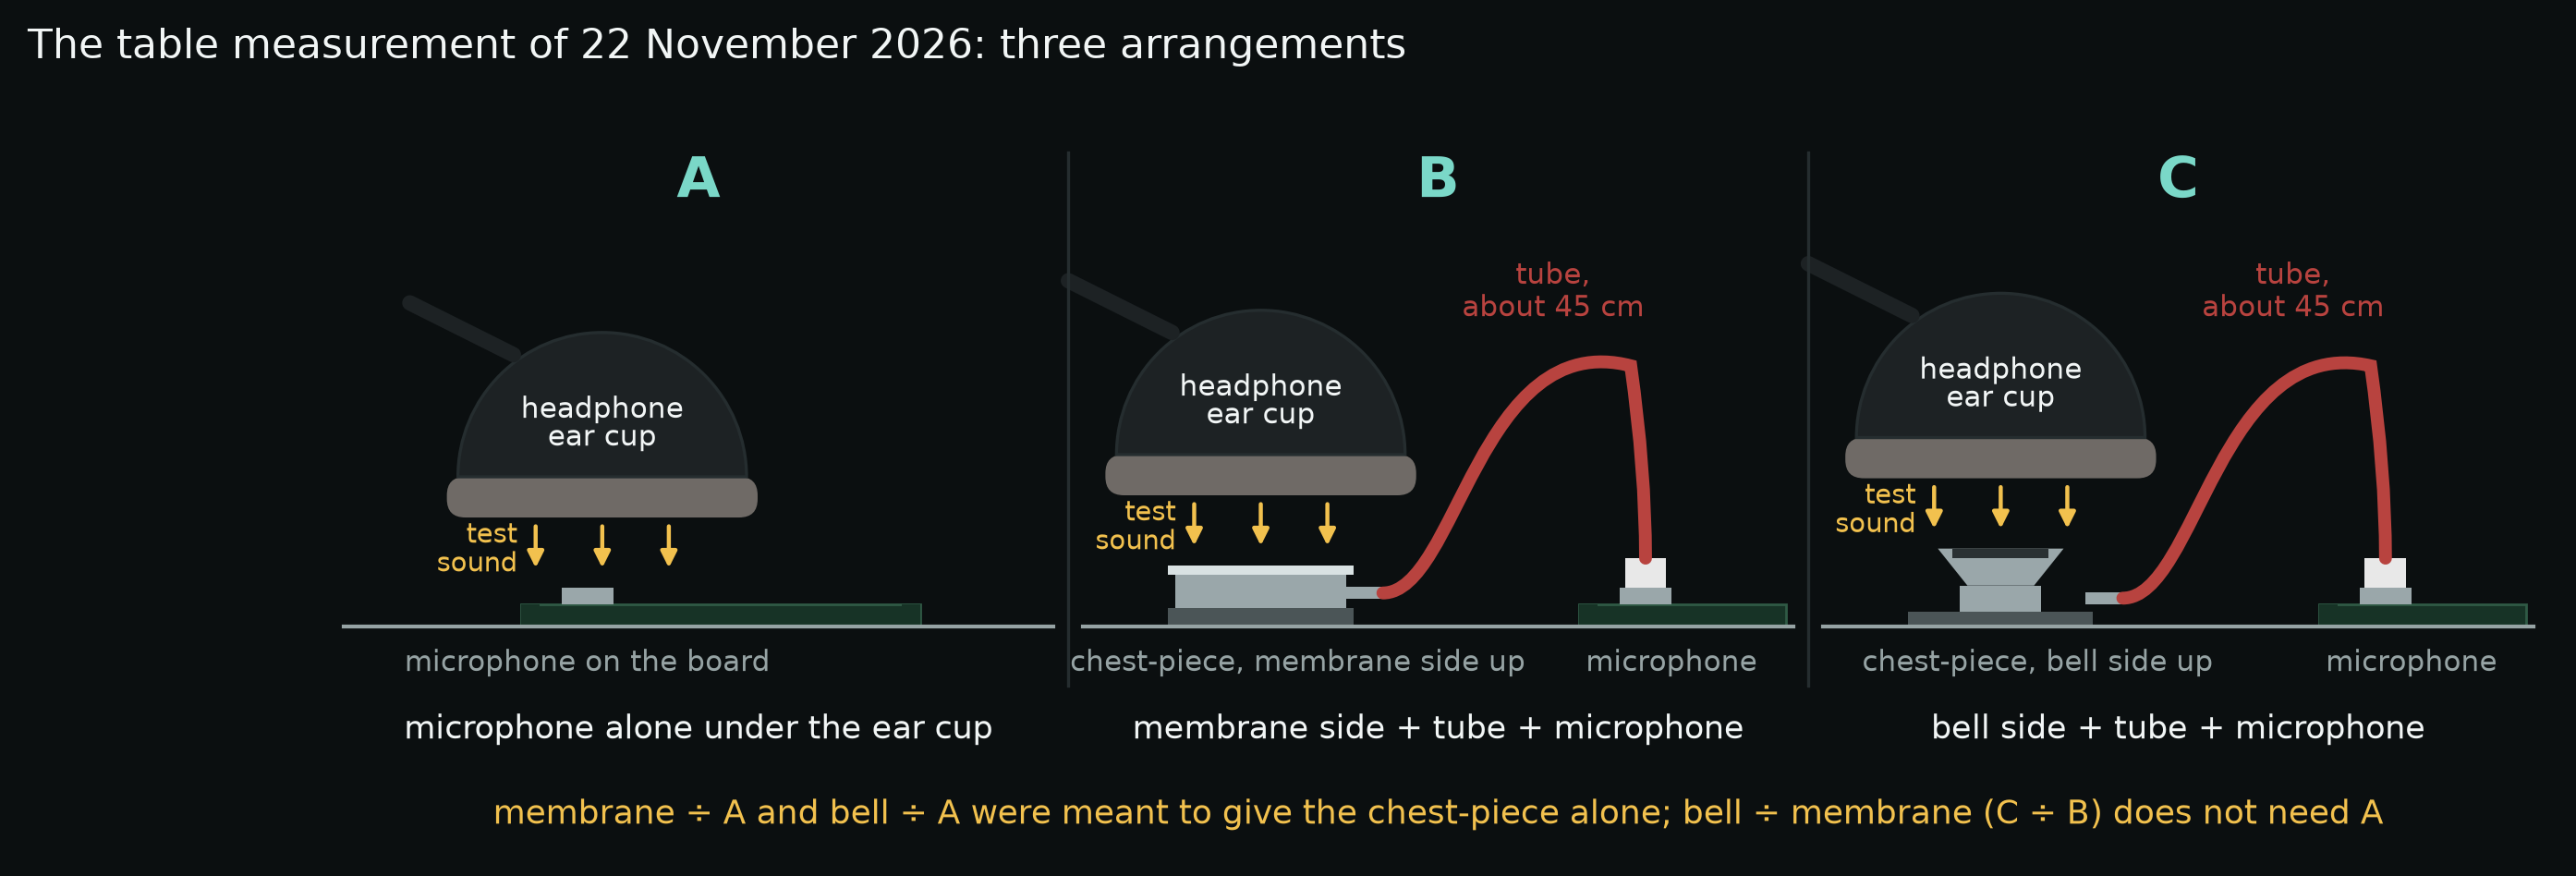 The table measurement of 22 November 2026: three arrangements
A
B
C
tube,
about 45 cm
tube,
about 45 cm
headphone
ear cup
headphone
ear cup
headphone
ear cup
test
sound
test
sound
test
sound
microphone on the board
chest-piece, membrane side up
microphone
chest-piece, bell side up
microphone
microphone alone under the ear cup
membrane side + tube + microphone
bell side + tube + microphone
membrane ÷ A and bell ÷ A were meant to give the chest-piece alone; bell ÷ membrane (C ÷ B) does not need A